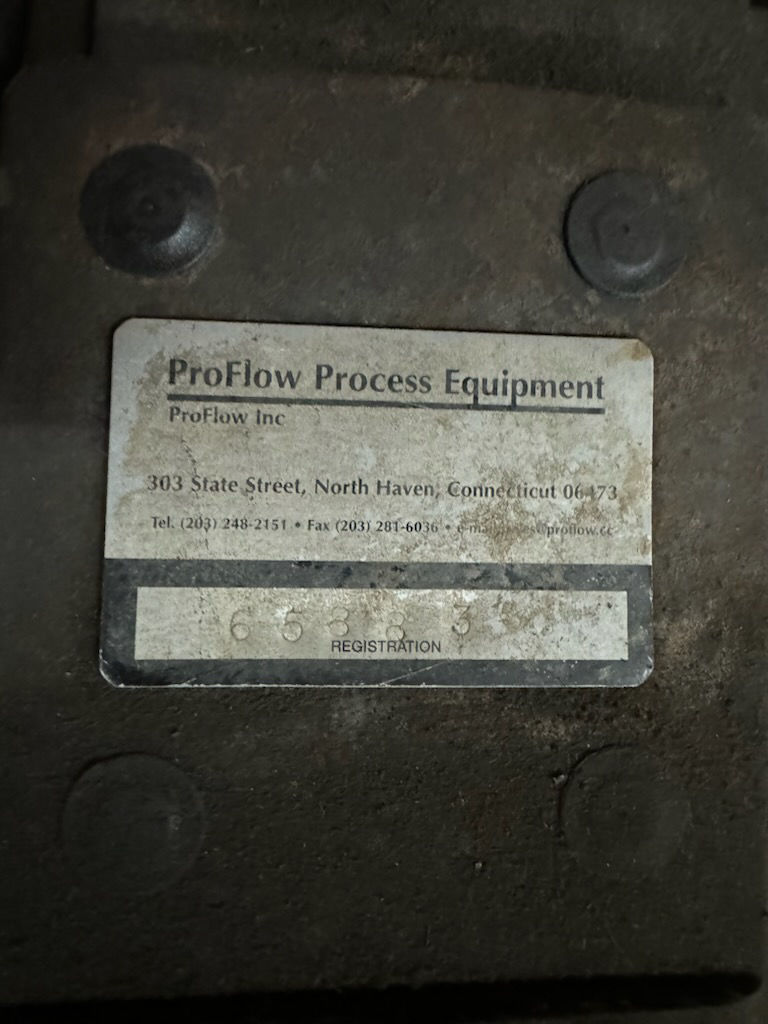 ProFlow Process Equipment
ProFlow Inc
303 State Street, North Haven, Connecticut 06473
Tel. (203) 248-2151 • Fax (203) 281-6036 •
REGISTRATION